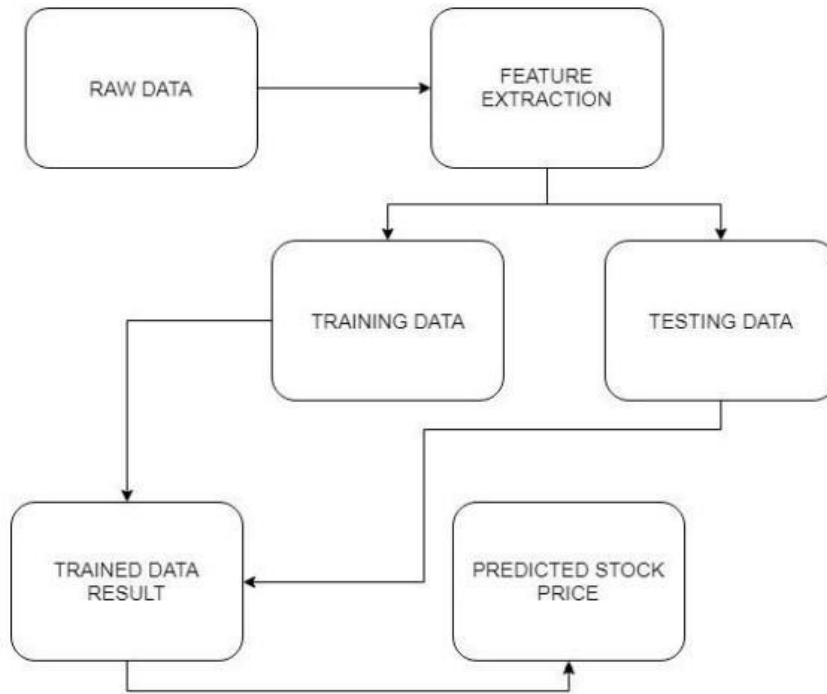 RAW DATA
FEATURE
EXTRACTION
TRAINING DATA
TESTING DATA
TRAINED DATA
RESULT
PREDICTED STOCK
PRICE